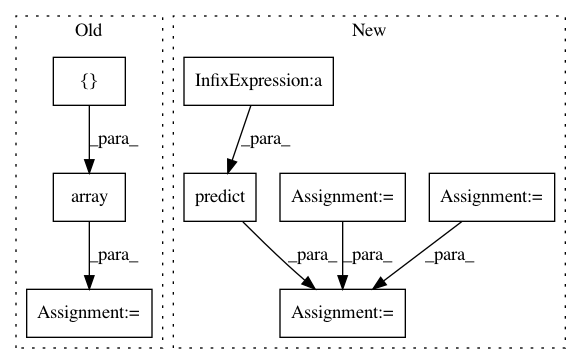 Old
New
{}
InfixExpression:a
_para_
_para_
array
predict
Assignment:=
Assignment:=
_para_
_para_
_para_
_para_
Assignment:=
Assignment:=